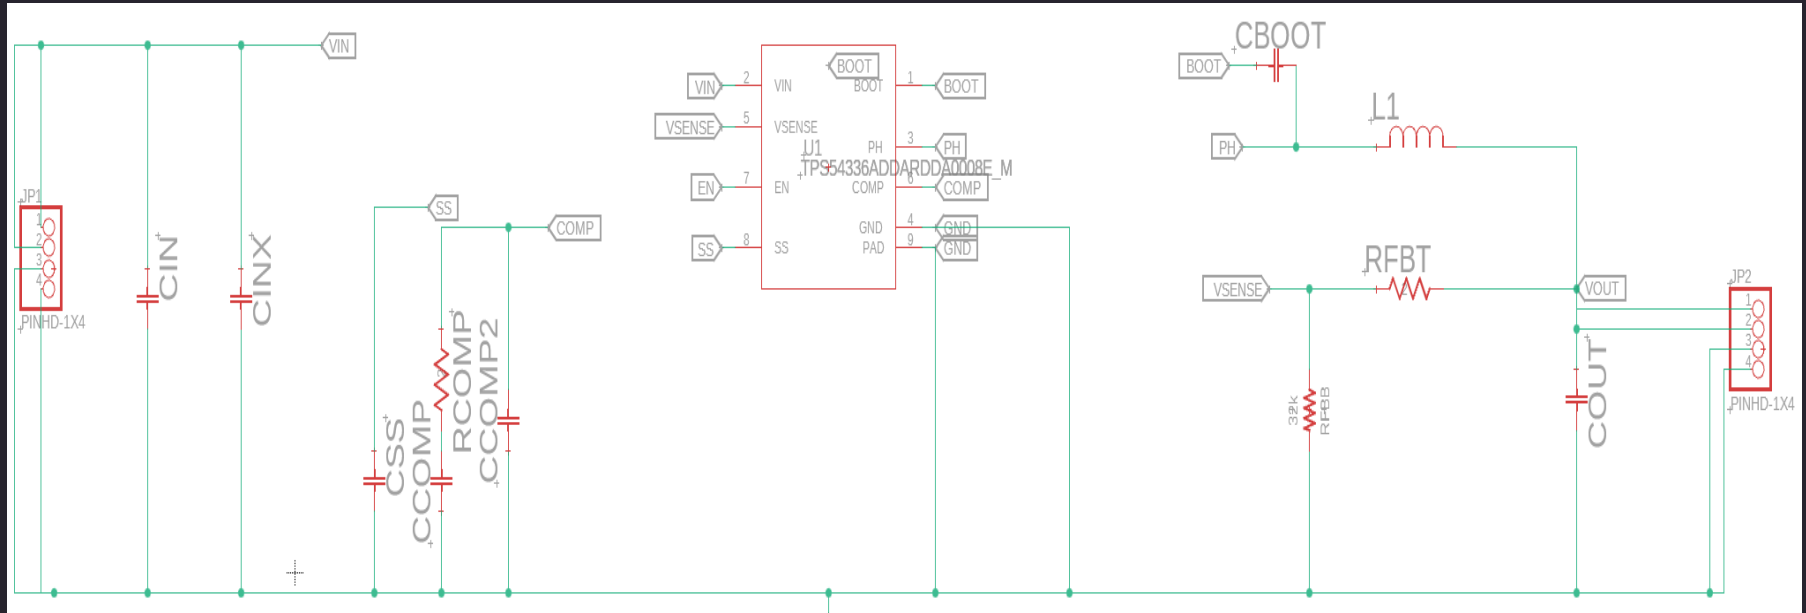 CBOOT
VIN
BOOT
BOOT
VIN
2
VIN
BOOT
1
BOOT
L1
VSENSE
5
VSENSE
U1
PH
3
PH
PH
TPS54336ADDARDDA0008E_M
EN
7
EN
COMP
6
COMP
JP1
SS
1
2
3
4
PINHD-1X4
COMP
GND
4
GND
SS
8
SS
PAD
9
GND
CIN
CINX
RFBT
VSENSE
VOUT
JP2
1
2
3
4
PINHD-1X4
RCOMP
CCOMP2
CSS
CCOMP
COUT